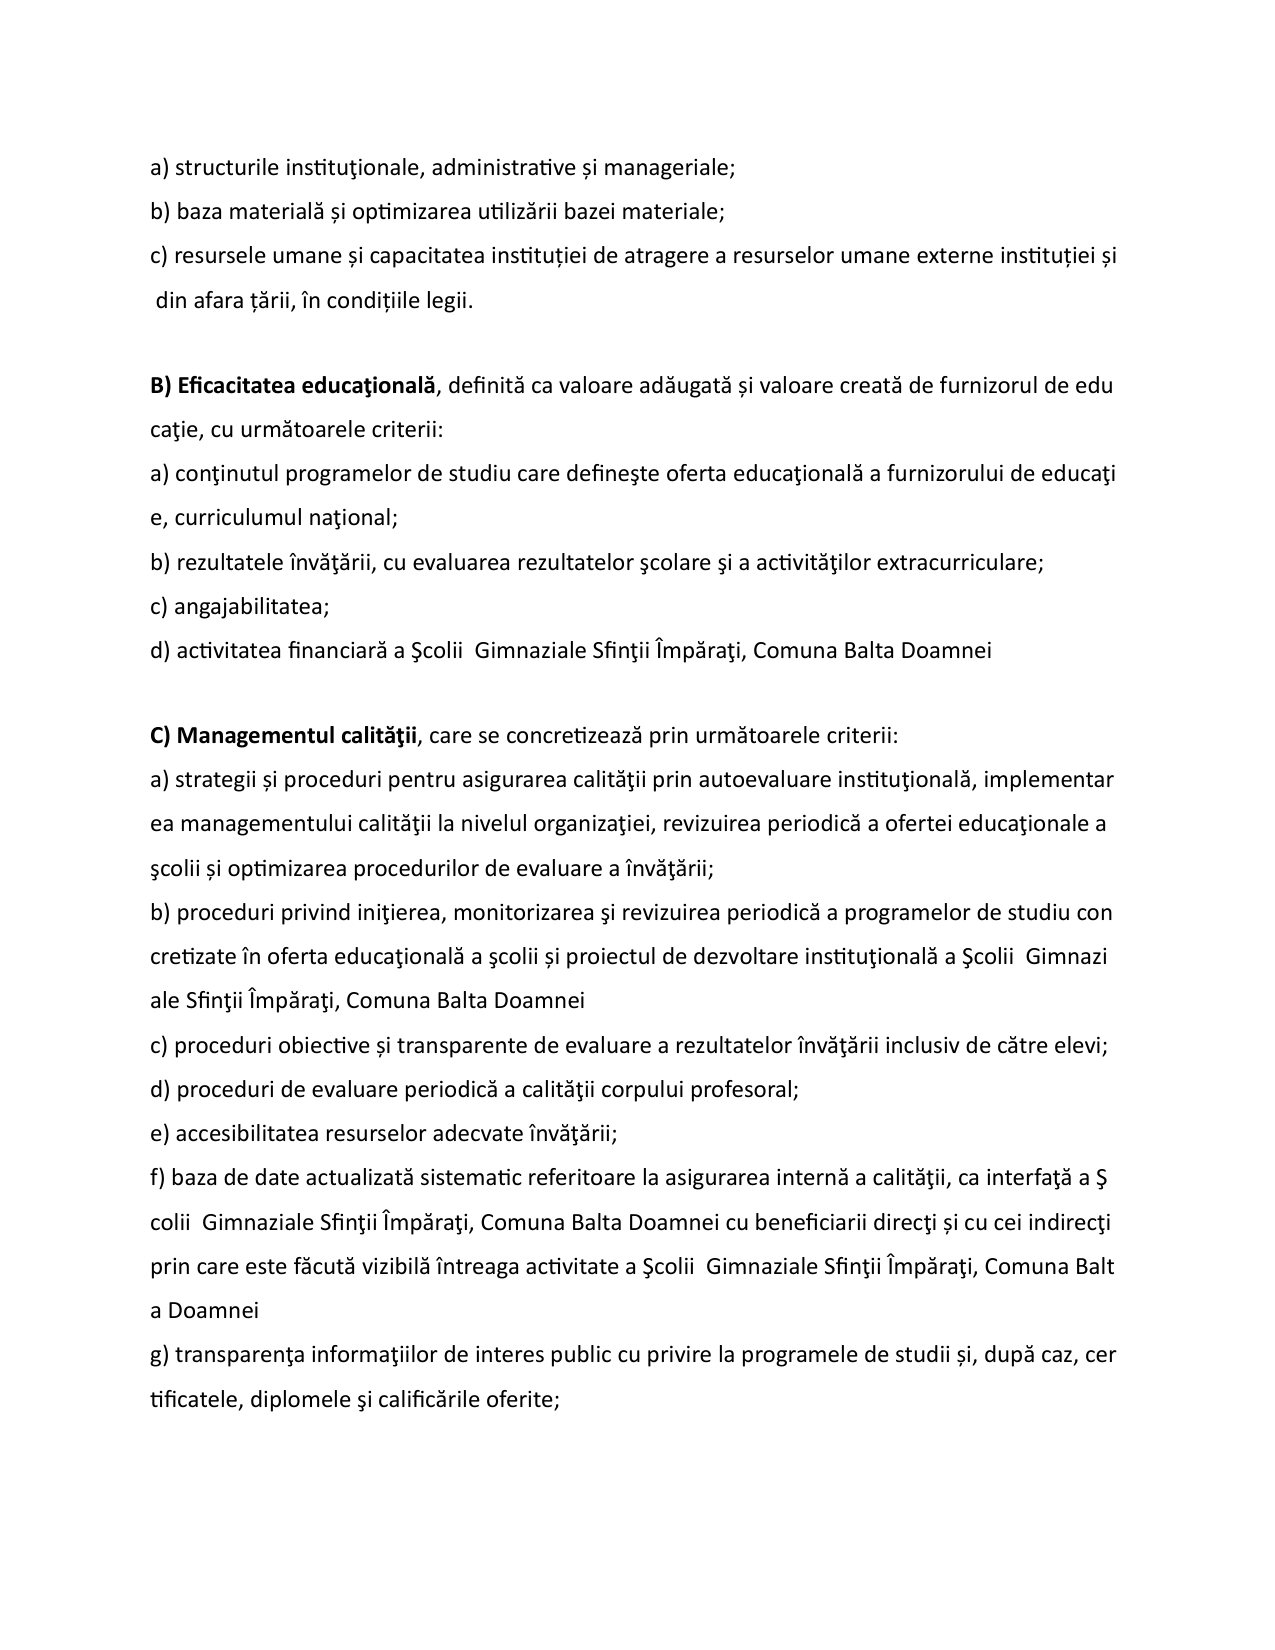 a) structurile instituţionale, administrative și manageriale;
b) baza materială și optimizarea utilizării bazei materiale;
c) resursele umane și capacitatea instituției de atragere a resurselor umane externe instituției și
din afara țării, în condițiile legii.
B) Eficacitatea educaţională, definită ca valoare adăugată și valoare creată de furnizorul de edu
caţie, cu următoarele criterii:
a) conţinutul programelor de studiu care defineşte oferta educaţională a furnizorului de educaţi
e, curriculumul naţional;
b) rezultatele învăţării, cu evaluarea rezultatelor şcolare şi a activităţilor extracurriculare;
c) angajabilitatea;
d) activitatea financiară a Şcolii  Gimnaziale Sfinţii Împăraţi, Comuna Balta Doamnei
C) Managementul calităţii, care se concretizează prin următoarele criterii:
a) strategii și proceduri pentru asigurarea calităţii prin autoevaluare instituţională, implementar
ea managementului calităţii la nivelul organizaţiei, revizuirea periodică a ofertei educaţionale a
şcolii și optimizarea procedurilor de evaluare a învăţării;
b) proceduri privind iniţierea, monitorizarea şi revizuirea periodică a programelor de studiu con
cretizate în oferta educaţională a şcolii și proiectul de dezvoltare instituţională a Şcolii  Gimnazi
ale Sfinţii Împăraţi, Comuna Balta Doamnei
c) proceduri obiective și transparente de evaluare a rezultatelor învăţării inclusiv de către elevi;
d) proceduri de evaluare periodică a calităţii corpului profesoral;
e) accesibilitatea resurselor adecvate învăţării;
f) baza de date actualizată sistematic referitoare la asigurarea internă a calităţii, ca interfaţă a Ş
colii  Gimnaziale Sfinţii Împăraţi, Comuna Balta Doamnei cu beneficiarii direcţi și cu cei indirecţi
prin care este făcută vizibilă întreaga activitate a Şcolii  Gimnaziale Sfinţii Împăraţi, Comuna Balt
a Doamnei
g) transparenţa informaţiilor de interes public cu privire la programele de studii și, după caz, cer
tificatele, diplomele şi calificările oferite;